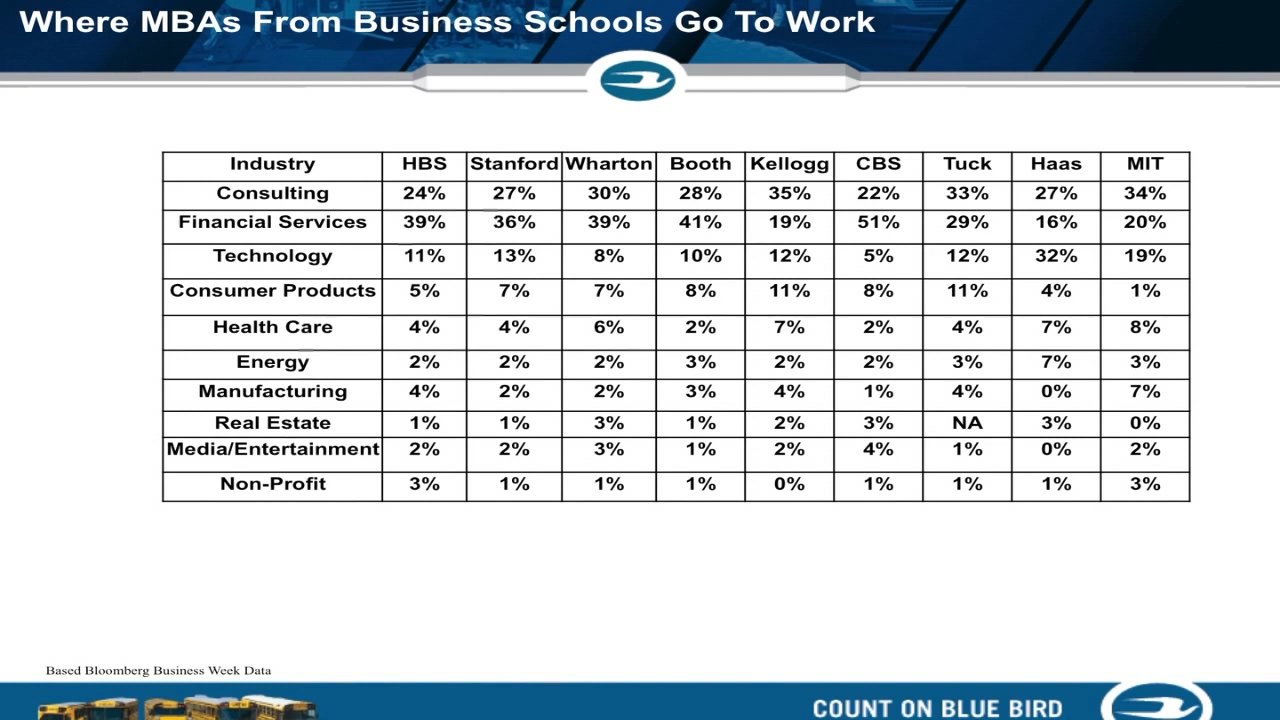 Where MBAs From Business Schools Go To Work
Industry HBS Stanford Wharton Booth Kellogg CBS Tuck Haas MIT
Consulting 24% 27% 30% 28% 35% 22% 33% 27% 34%
Financial Services 39% 36% 39% 41% 19% 51% 29% 16% 20%
Technology 11% 13% 8% 10% 12% 5% 12% 32% 19%
Consumer Products 5% 7% 7% 8% 11% 8% 11% 4% 1%
Health Care 4% 4% 6% 2% 7% 2% 4% 7% 8%
Energy 2% 2% 2% 3% 2% 2% 3% 7% 3%
Manufacturing 4% 2% 2% 3% 4% 1% 4% 0% 7%
Real Estate 1% 1% 3% 1% 2% 3% NA 3% 0%
Media/Entertainment 2% 2% 3% 1% 2% 4% 1% 0% 2%
Non-Profit 3% 1% 1% 1% 0% 1% 1% 1% 3%
Based Bloomberg Business Week Data
COUNT ON BLUE BIRD